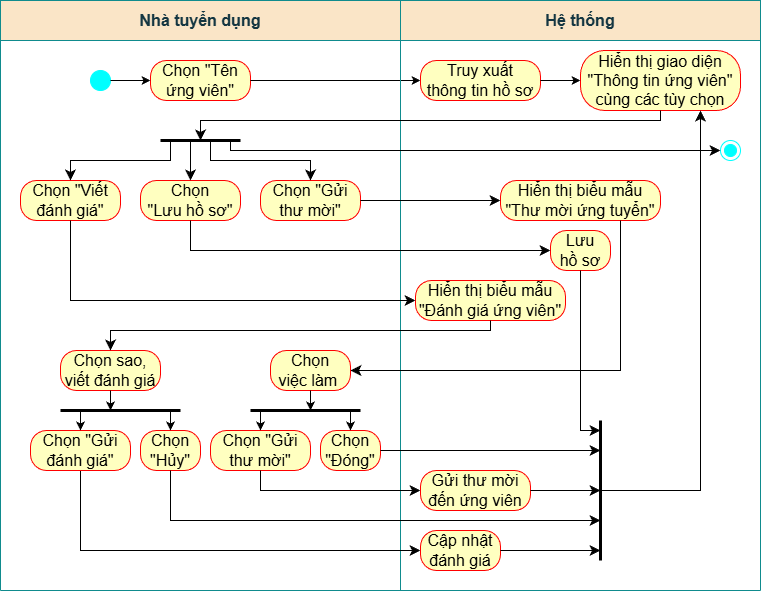 Nhà tuyển dụng
Hệ thống
Chọn "Tên
ứng viên"
Truy xuất
thông tin hồ sơ
Hiển thị giao diện
"Thông tin ứng viên"
cùng các tùy chọn
Chọn "Viết
đánh giá"
Chọn
"Lưu hồ sơ"
Chọn "Gửi
thư mời"
Hiển thị biểu mẫu
"Thư mời ứng tuyển"
Lưu
hồ sơ
Hiển thị biểu mẫu
"Đánh giá ứng viên"
Chọn sao,
viết đánh giá
Chọn
việc làm
Chọn "Gửi
đánh giá"
Chọn
"Hủy"
Chọn "Gửi
thư mời"
Chọn
"Đóng"
Gửi thư mời
đến ứng viên
Cập nhật
đánh giá